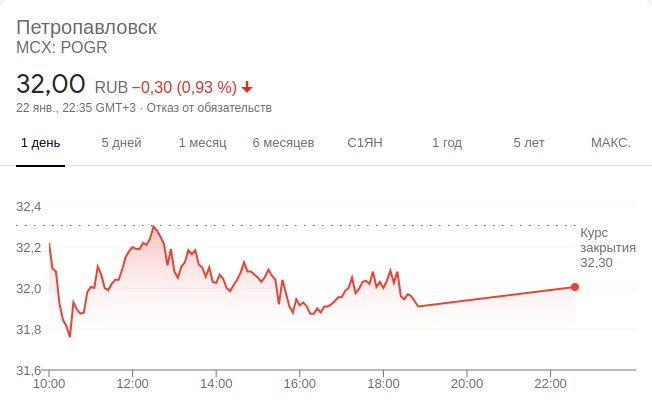 Петропавловск
MCX: POGR
32,00 RUB −0,30 (0,93 %)
22 янв., 22:35 GMT+3 · Отказ от обязательств
1 день 5 дней 1 месяц 6 месяцев С1ЯН 1 год 5 лет МАКС.
32,4
32,2
32,0
31,8
31,6
Курс
закрытия
32,30
10:00 12:00 14:00 16:00 18:00 20:00 22:00